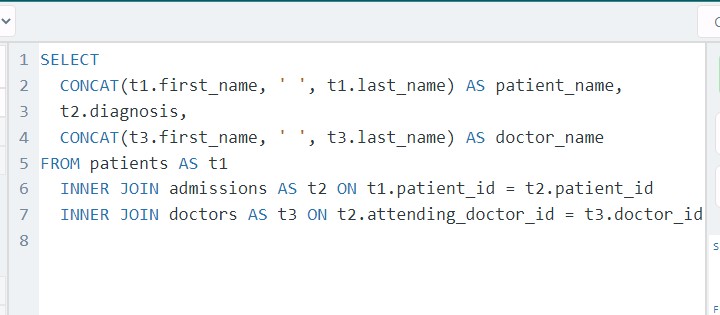 1 SELECT
2 CONCAT(t1.first_name, ' ', t1.last_name) AS patient_name,
3 t2.diagnosis,
4 CONCAT(t3.first_name, ' ', t3.last_name) AS doctor_name
5 FROM patients AS t1
6 INNER JOIN admissions AS t2 ON t1.patient_id = t2.patient_id
7 INNER JOIN doctors AS t3 ON t2.attending_doctor_id = t3.doctor_id
8